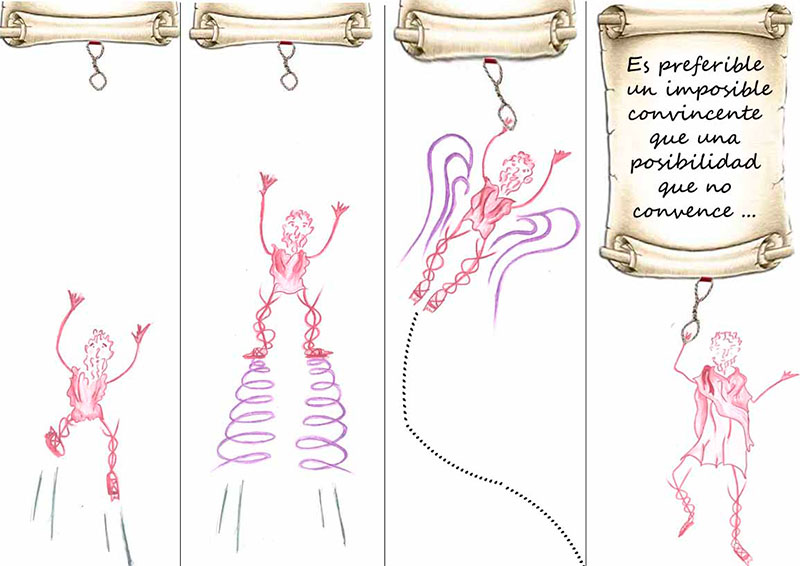 Es preferible
un imposible
convincente
que una
posibilidad
que no
convence ...